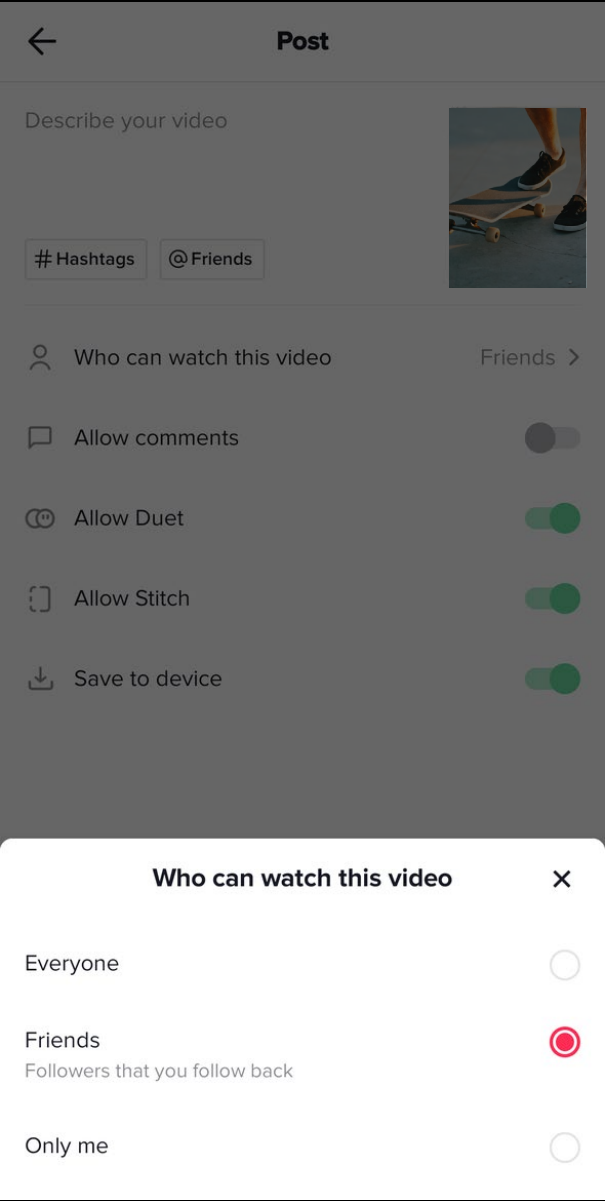 Post
Describe your video
#Hashtags
@Friends
Who can watch this video
Friends
Allow comments
Allow Duet
Allow Stitch
Save to device
Who can watch this video
Everyone
Friends
Followers that you follow back
Only me